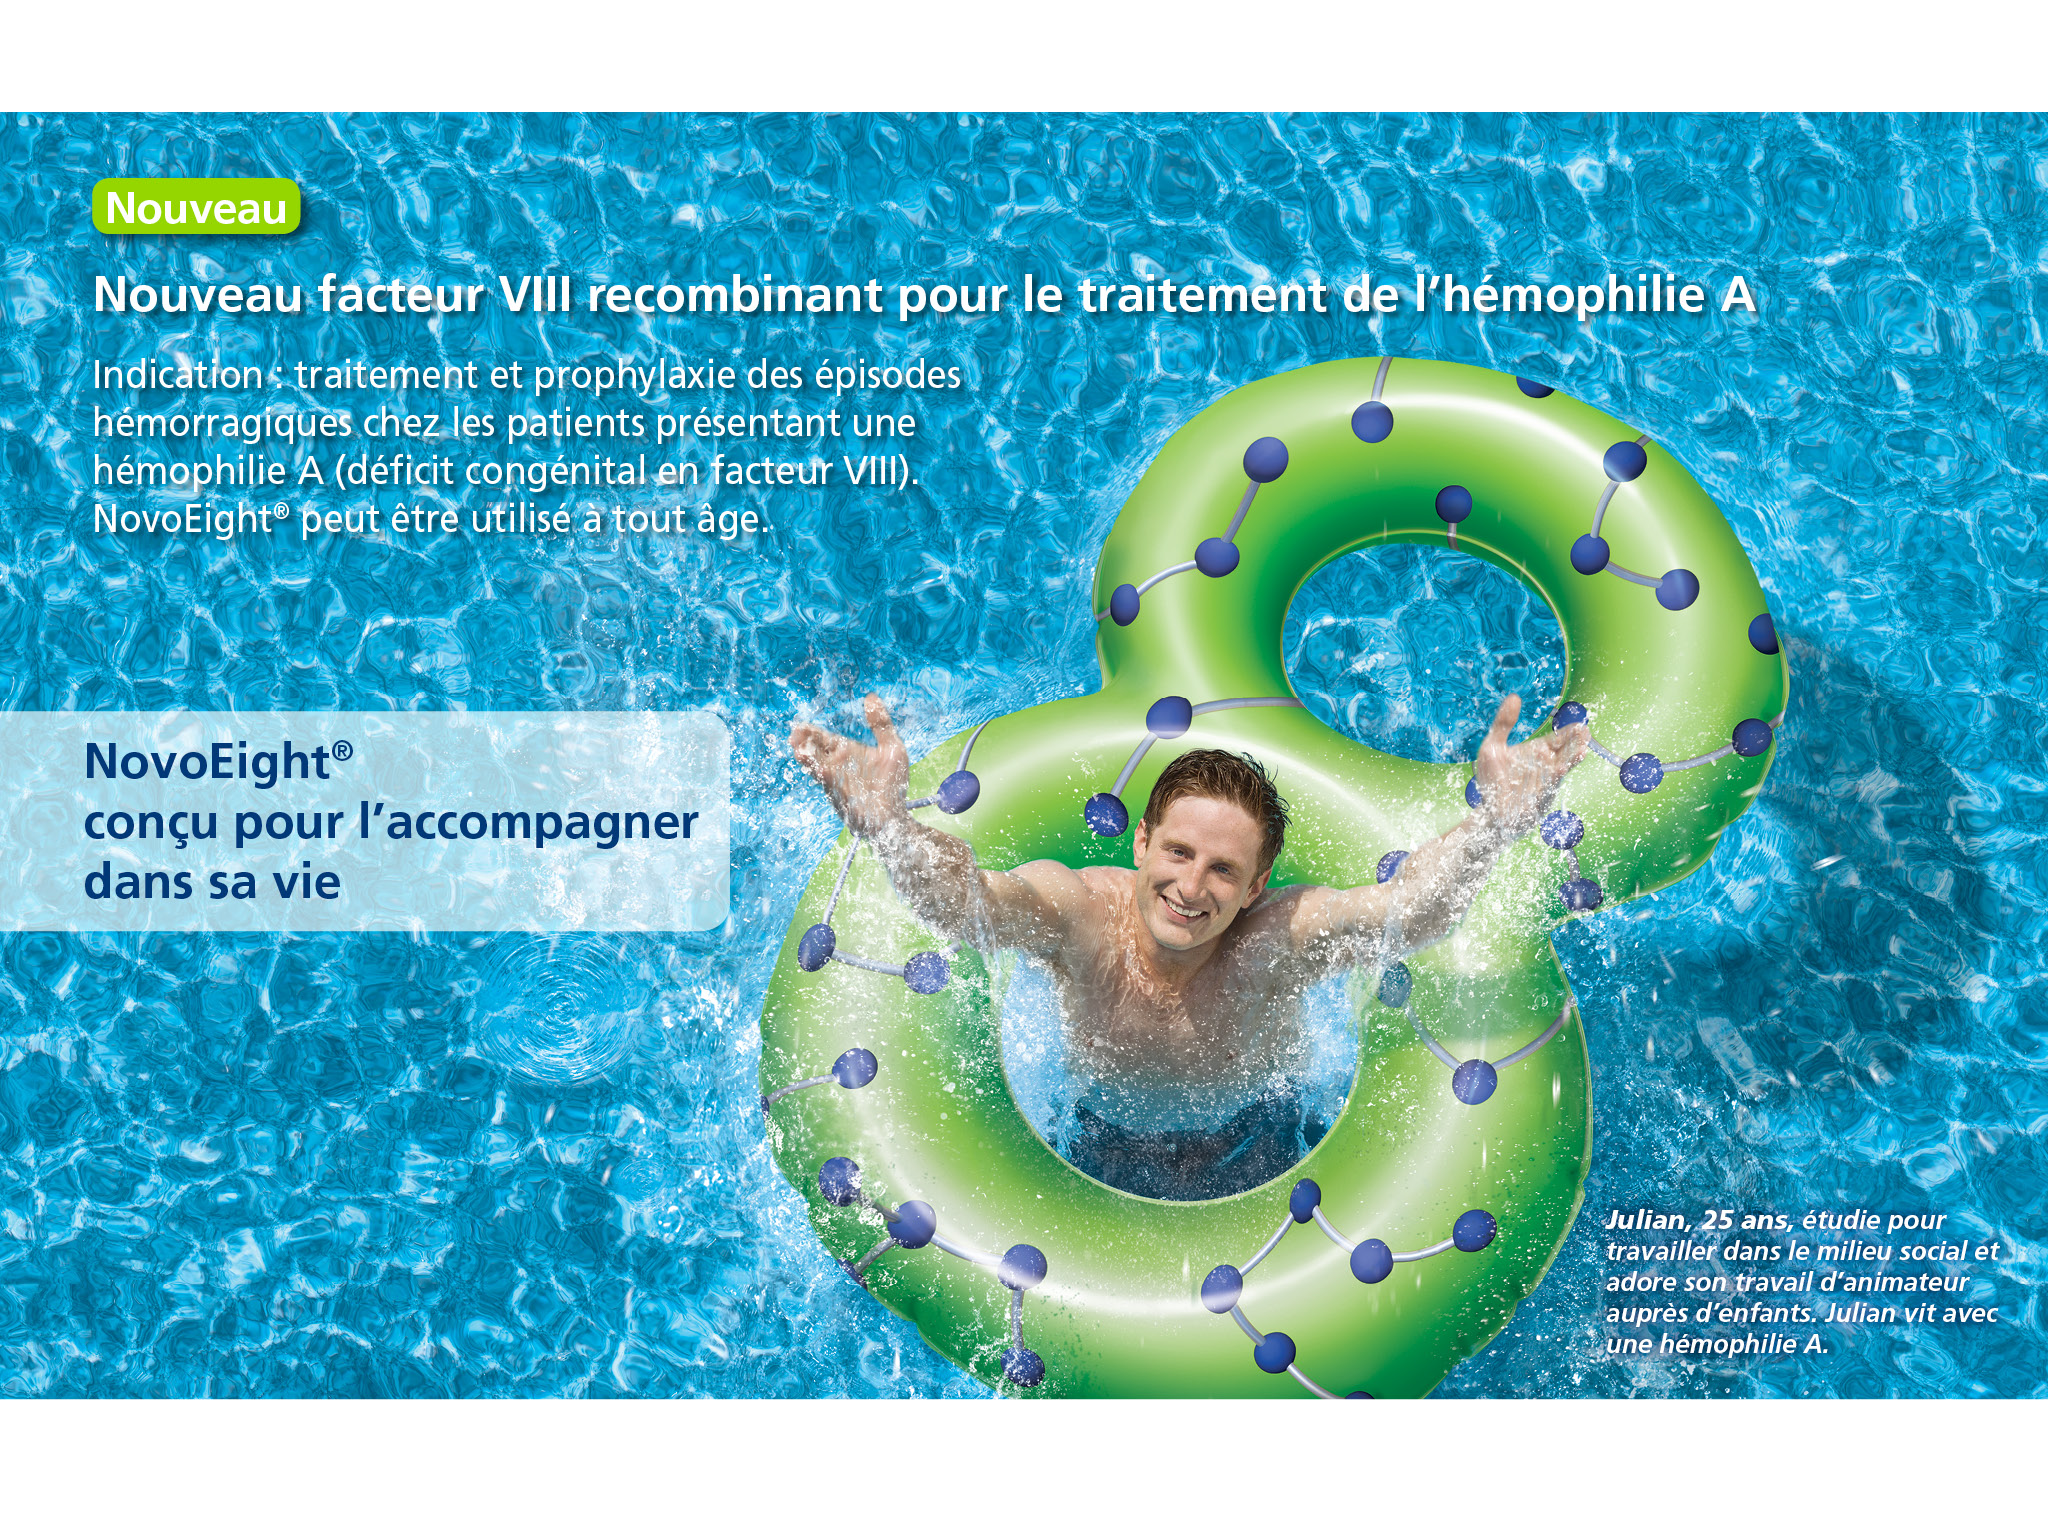 Nouveau
Nouveau facteur VIII recombinant pour le traitement de l’hémophilie A
Indication : traitement et prophylaxie des épisodes
hémorragiques chez les patients présentant une
hémophilie A (déficit congénital en facteur VIII).
NovoEight® peut être utilisé à tout âge.
NovoEight®
conçu pour l’accompagner
dans sa vie
Julian, 25 ans, étudie pour
travailler dans le milieu social et
adore son travail d’animateur
auprès d’enfants. Julian vit avec
une hémophilie A.